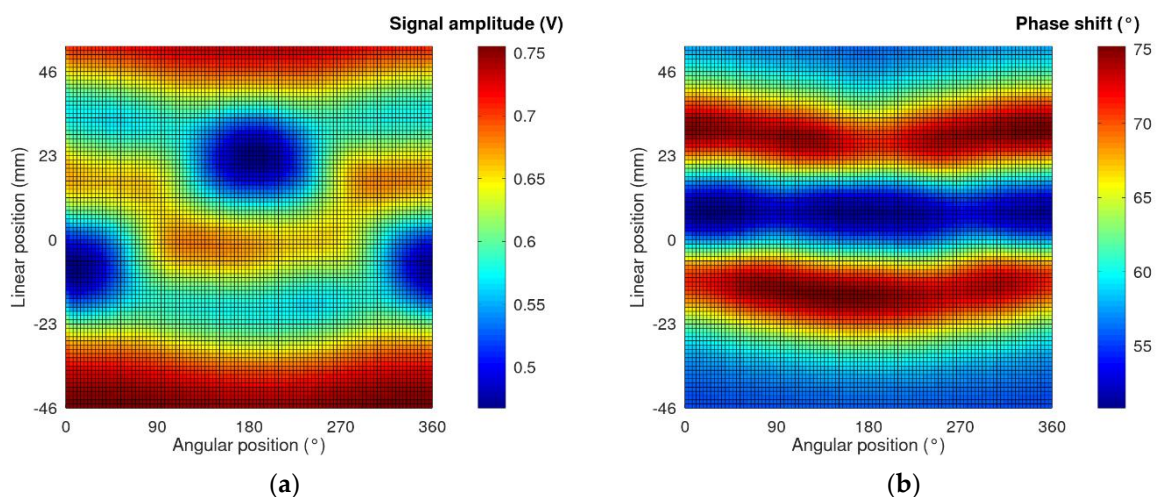 Signal amplitude (V)
46
23
0
-23
-46
Linear position (mm)
0 90 180 270 360
Angular position (°)
0.75
0.7
0.65
0.6
0.55
0.5
(a)
Phase shift (°)
46
23
0
-23
-46
Linear position (mm)
0 90 180 270 360
Angular position (°)
75
70
65
60
55
(b)